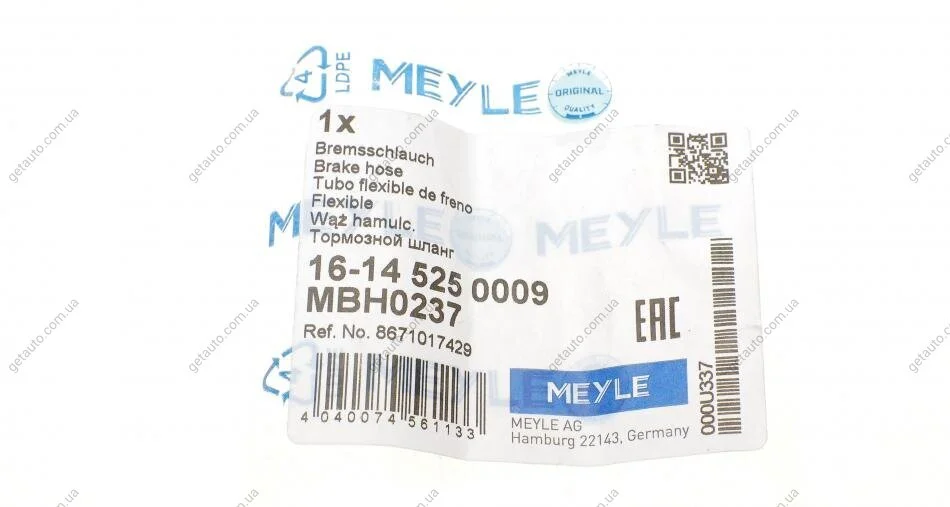 4
LDPE
MEYLE
MEYLE
ORIGINAL
QUALITY
1x
Bremsschlauch
Brake hose
Tubo flexible de freno
Flexible
Wąż hamulc.
Тормозной шланг
MEYLE
16-14 525 0009
MBH0237
Ref. No. 8671017429
EAC
MEYLE
4 040074 561133
MEYLE
MEYLE AG
Hamburg 22143, Germany
000U337
getauto.com.ua